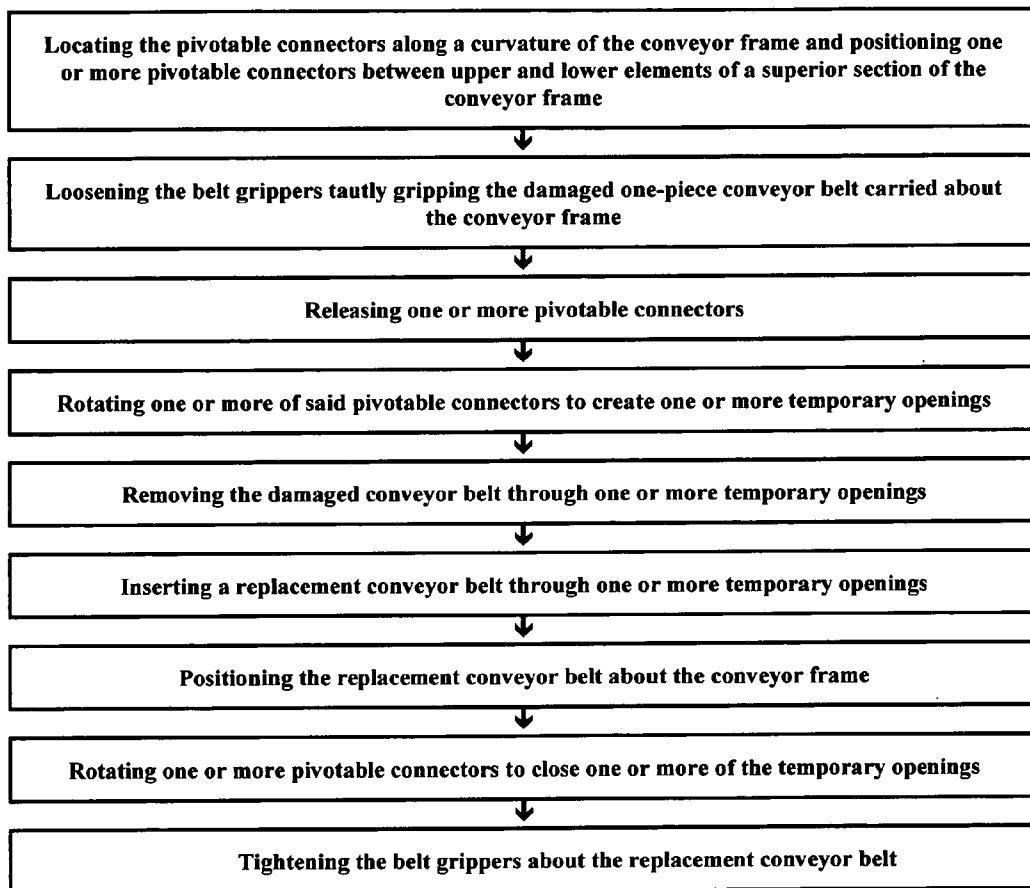 Locating the pivotable connectors along a curvature of the conveyor frame and positioning one
or more pivotable connectors between upper and lower elements of a superior section of the
conveyor frame
Loosening the belt grippers tautly gripping the damaged one-piece conveyor belt carried about
the conveyor frame
Releasing one or more pivotable connectors
Rotating one or more of said pivotable connectors to create one or more temporary openings
Removing the damaged conveyor belt through one or more temporary openings
Inserting a replacement conveyor belt through one or more temporary openings
Positioning the replacement conveyor belt about the conveyor frame
Rotating one or more pivotable connectors to close one or more of the temporary openings
Tightening the belt grippers about the replacement conveyor belt